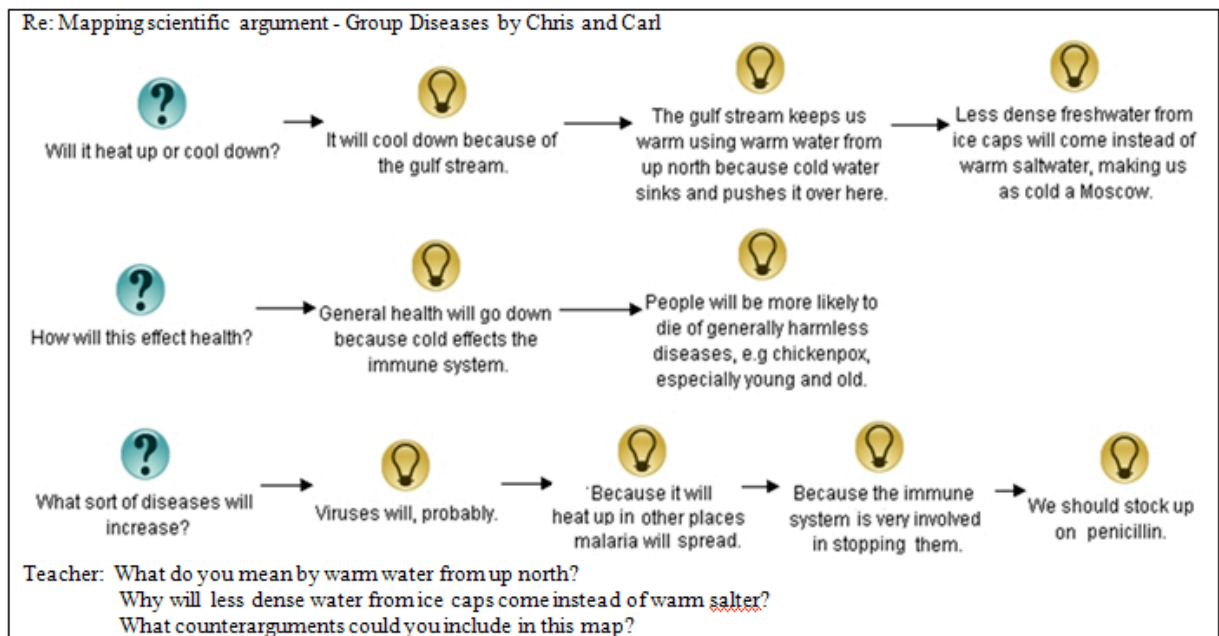 Re: Mapping scientific argument - Group Diseases by Chris and Carl
?
Will it heat up or cool down?
It will cool down because of
the gulf stream.
The gulf stream keeps us
warm using warm water from
up north because cold water
sinks and pushes it over here.
Less dense freshwater from
ice caps will come instead of
warm saltwater, making us
as cold a Moscow.
?
How will this effect health?
General health will go down
because cold effects the
immune system.
People will be more likely to
die of generally harmless
diseases, e.g chickenpox,
especially young and old.
?
What sort of diseases will
increase?
Viruses will, probably.
Because it will
heat up in other places
malaria will spread.
Because the immune
system is very involved
in stopping them.
We should stock up
on penicillin.
Teacher: What do you mean by warm water from up north?
Why will less dense water from ice caps come instead of warm salter?
What counterarguments could you include in this map?